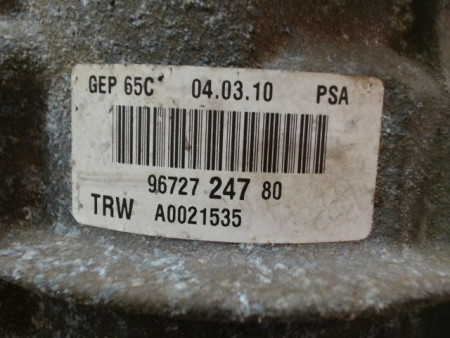 GEP 65C 04.03.10 PSA
96727 247 80
TRW A0021535